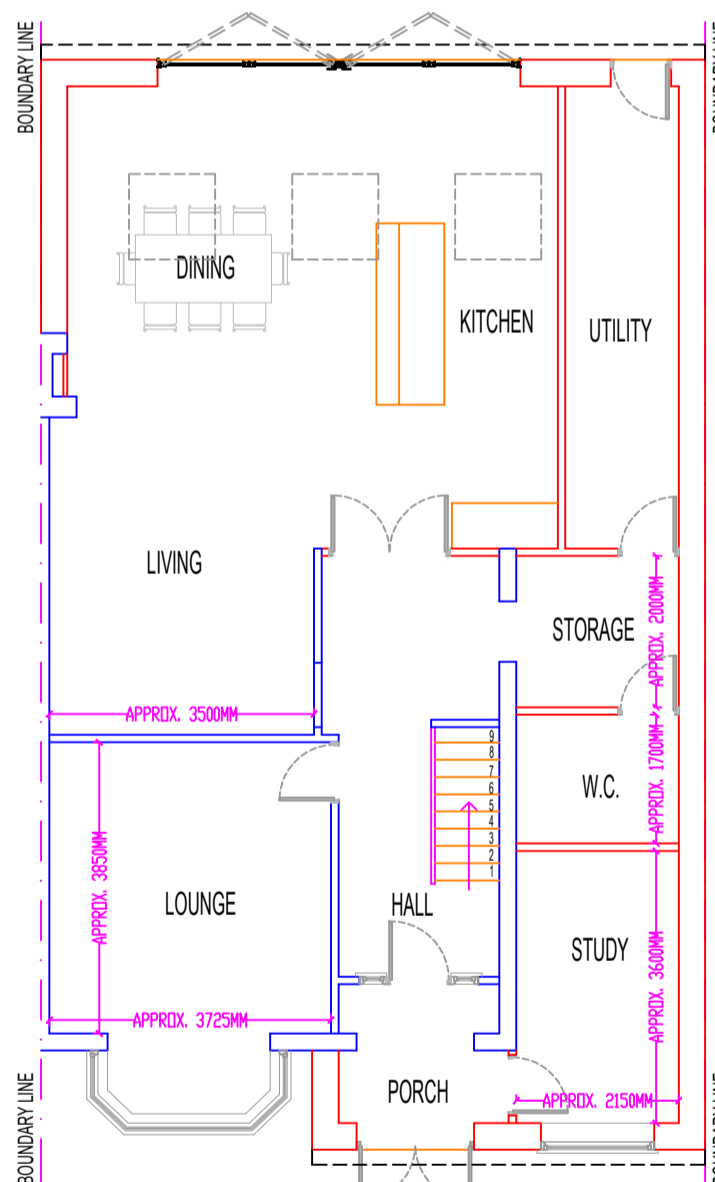 BOUNDARY LINE
DINING
KITCHEN
UTILITY
LIVING
STORAGE
APPROX. 2000MM
APPROX. 3500MM
9
8
7
6
5
4
3
2
1
W.C.
APPROX. 1700MM
APPROX. 3850MM
LOUNGE
HALL
STUDY
APPROX. 3600MM
APPROX. 3725MM
PORCH
APPROX. 2150MM
BOUNDARY LINE